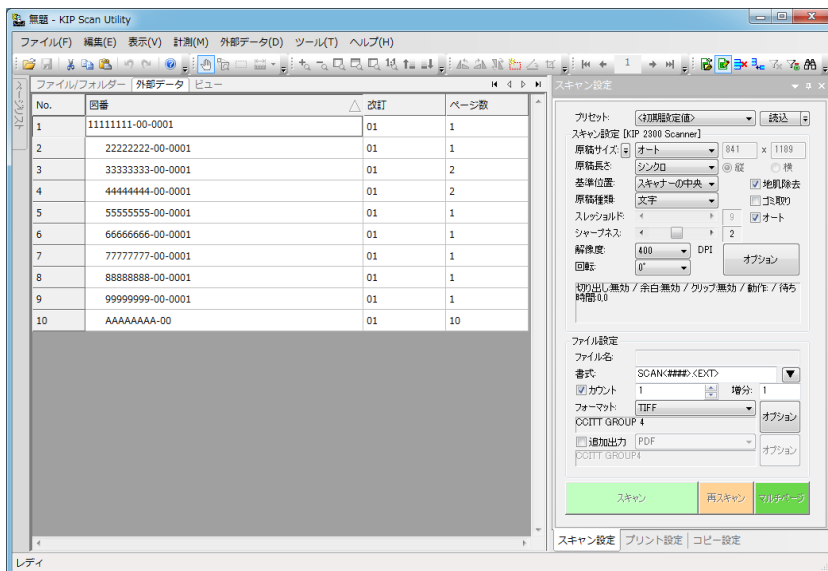 無題 - KIP Scan Utility
ファイル(F) 編集(E) 表示(V) 計測(M) 外部データ(D) ツール(T) ヘルプ(H)
1
ページリスト
ファイル/フォルダー 外部データ ビュー
No. 図番 改訂 ページ数
1 11111111-00-0001 01 1
2 22222222-00-0001 01 1
3 33333333-00-0001 01 2
4 44444444-00-0001 01 2
5 55555555-00-0001 01 1
6 66666666-00-0001 01 1
7 77777777-00-0001 01 1
8 88888888-00-0001 01 1
9 99999999-00-0001 01 1
10 AAAAAAAA-00 01 10
スキャン設定
プリセット: <初期設定値> 読込
スキャン設定 [KIP 2300 Scanner]
原稿サイズ: オート 841 x 1189
原稿長さ: シンクロ 縦 横
基準位置: スキャナーの中央 地肌除去
原稿種類: 文字 ゴミ取り
スレッショルド: 9 オート
シャープネス: 2
解像度: 400 DPI
回転: 0° オプション
切り出し:無効 / 余白:無効 / クリップ:無効 / 動作: / 待ち
時間:0.0
ファイル設定
ファイル名:
書式: SCAN<####>.<EXT>
カウント 1 増分: 1
フォーマット: TIFF
CCITT GROUP 4 オプション
追加出力 PDF
CCITT GROUP4 オプション
スキャン 再スキャン マルチページ
スキャン設定 プリント設定 コピー設定
レディ